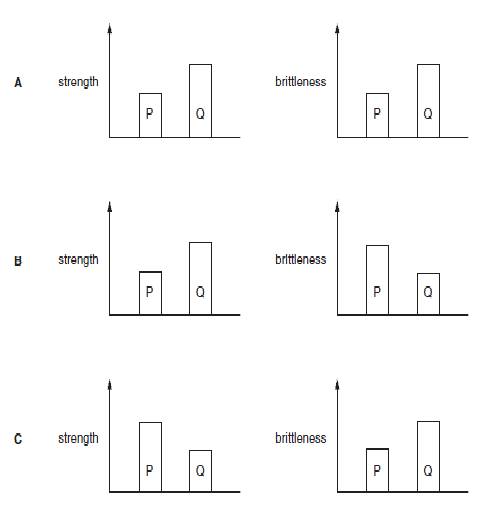 A strength P Q brittleness P Q
B strength P Q brittleness P Q
C strength P Q brittleness P Q